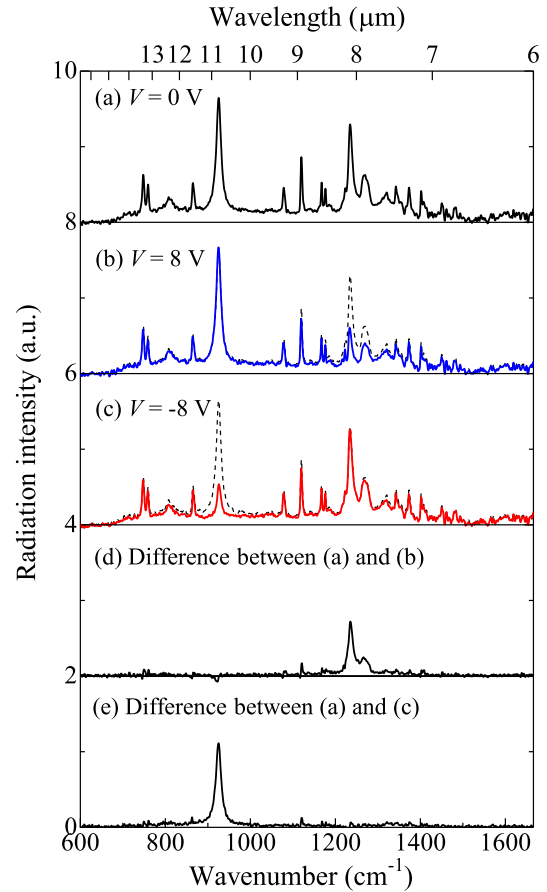 Wavelength (μm)
13 12 11 10 9 8 7 6
10
(a) V = 0 V
8
(b) V = 8 V
6
(c) V = -8 V
4
(d) Difference between (a) and (b)
2
(e) Difference between (a) and (c)
0
600 800 1000 1200 1400 1600
Wavenumber (cm⁻¹)
Radiation intensity (a.u.)